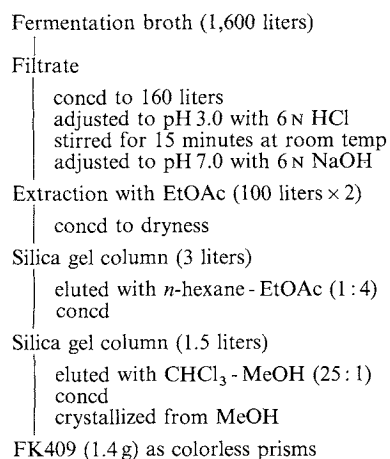 Fermentation broth (1,600 liters)
Filtrate
concd to 160 liters
adjusted to pH 3.0 with 6 N HCl
stirred for 15 minutes at room temp
adjusted to pH 7.0 with 6 N NaOH
Extraction with EtOAc (100 liters × 2)
concd to dryness
Silica gel column (3 liters)
eluted with n-hexane - EtOAc (1 : 4)
concd
Silica gel column (1.5 liters)
eluted with CHCl₃ - MeOH (25 : 1)
concd
crystallized from MeOH
FK409 (1.4 g) as colorless prisms